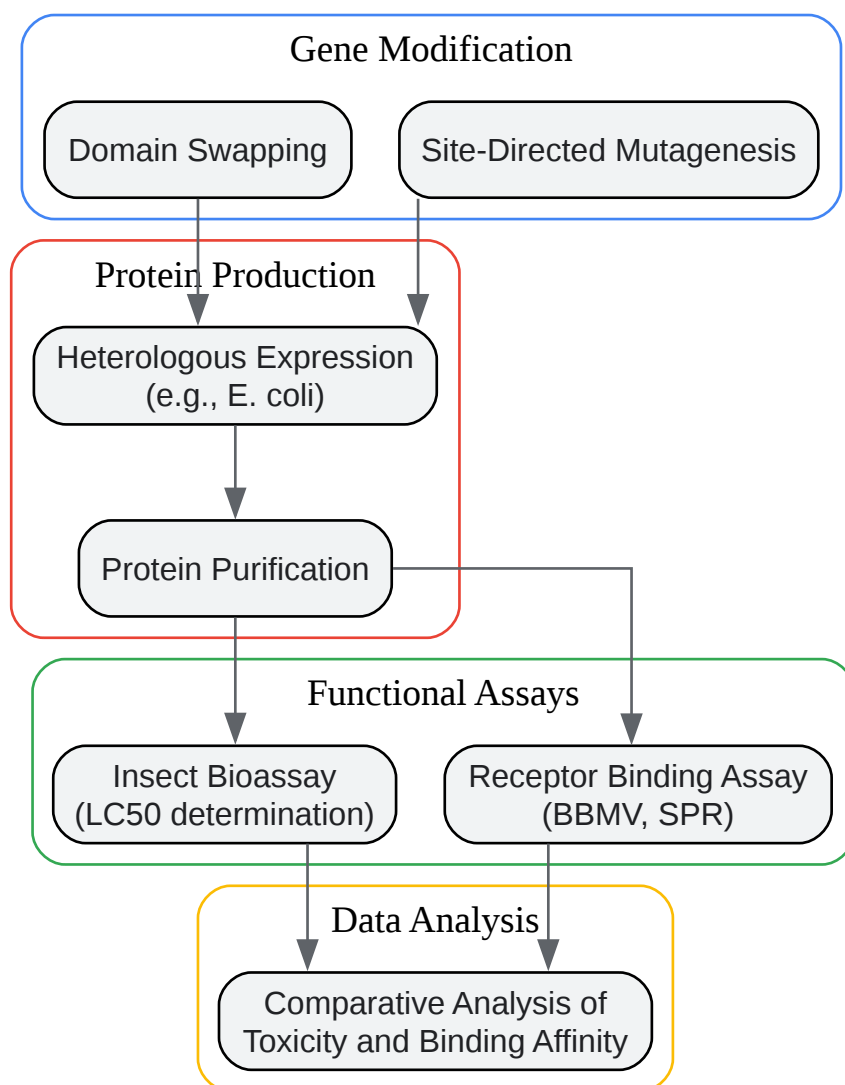 Gene Modification
Domain Swapping
Site-Directed Mutagenesis
Protein Production
Heterologous Expression
(e.g., E. coli)
Protein Purification
Functional Assays
Insect Bioassay
(LC50 determination)
Receptor Binding Assay
(BBMV, SPR)
Data Analysis
Comparative Analysis of
Toxicity and Binding Affinity